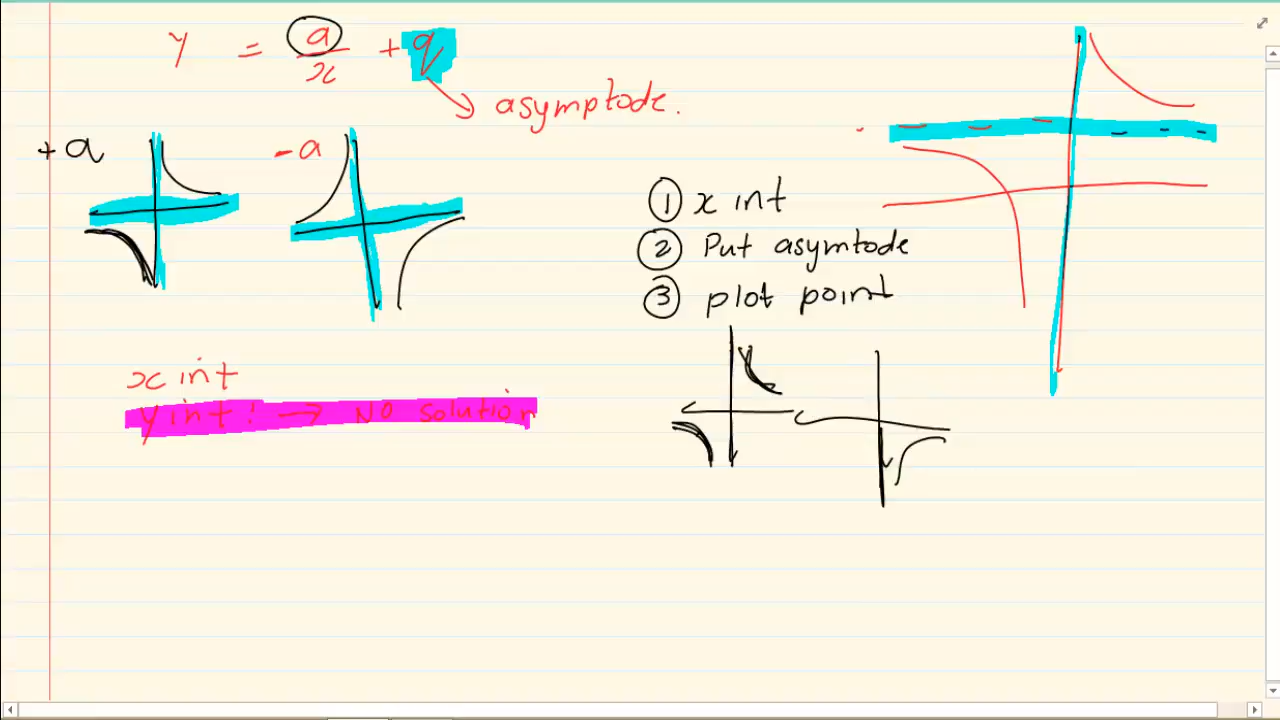 y = a/x + q
asymptode.
+a
-a
① x int
② Put asymtode
③ plot point
x int
y int : → NO solution